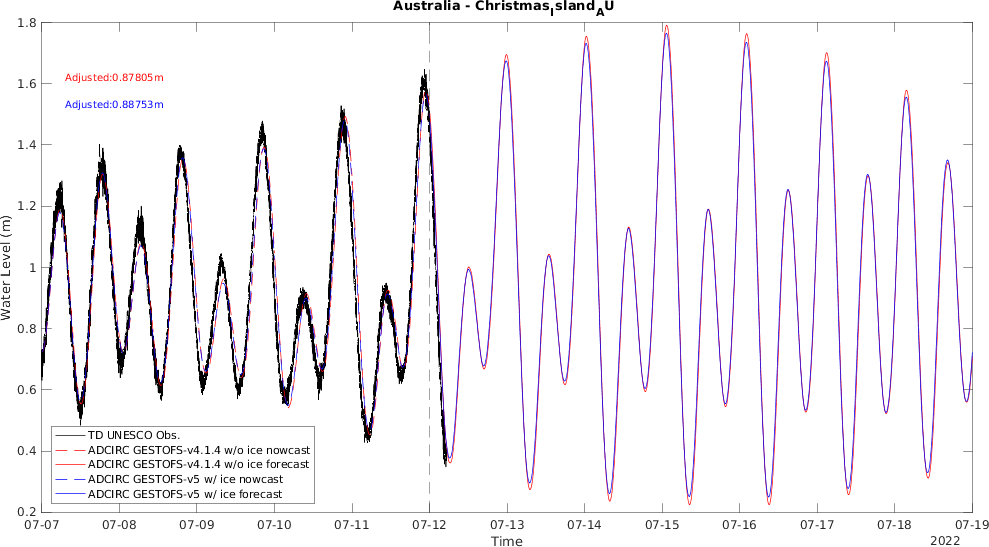 Australia - ChristmasIslandAU
1.8
1.6
1.4
1.2
1
0.8
0.6
0.4
0.2
Water Level (m)
Adjusted:0.87805m
Adjusted:0.88753m
TD UNESCO Obs.
ADCIRC GESTOFS-v4.1.4 w/o ice nowcast
ADCIRC GESTOFS-v4.1.4 w/o ice forecast
ADCIRC GESTOFS-v5 w/ ice nowcast
ADCIRC GESTOFS-v5 w/ ice forecast
07-07 07-08 07-09 07-10 07-11 07-12 07-13 07-14 07-15 07-16 07-17 07-18 07-19
Time
2022